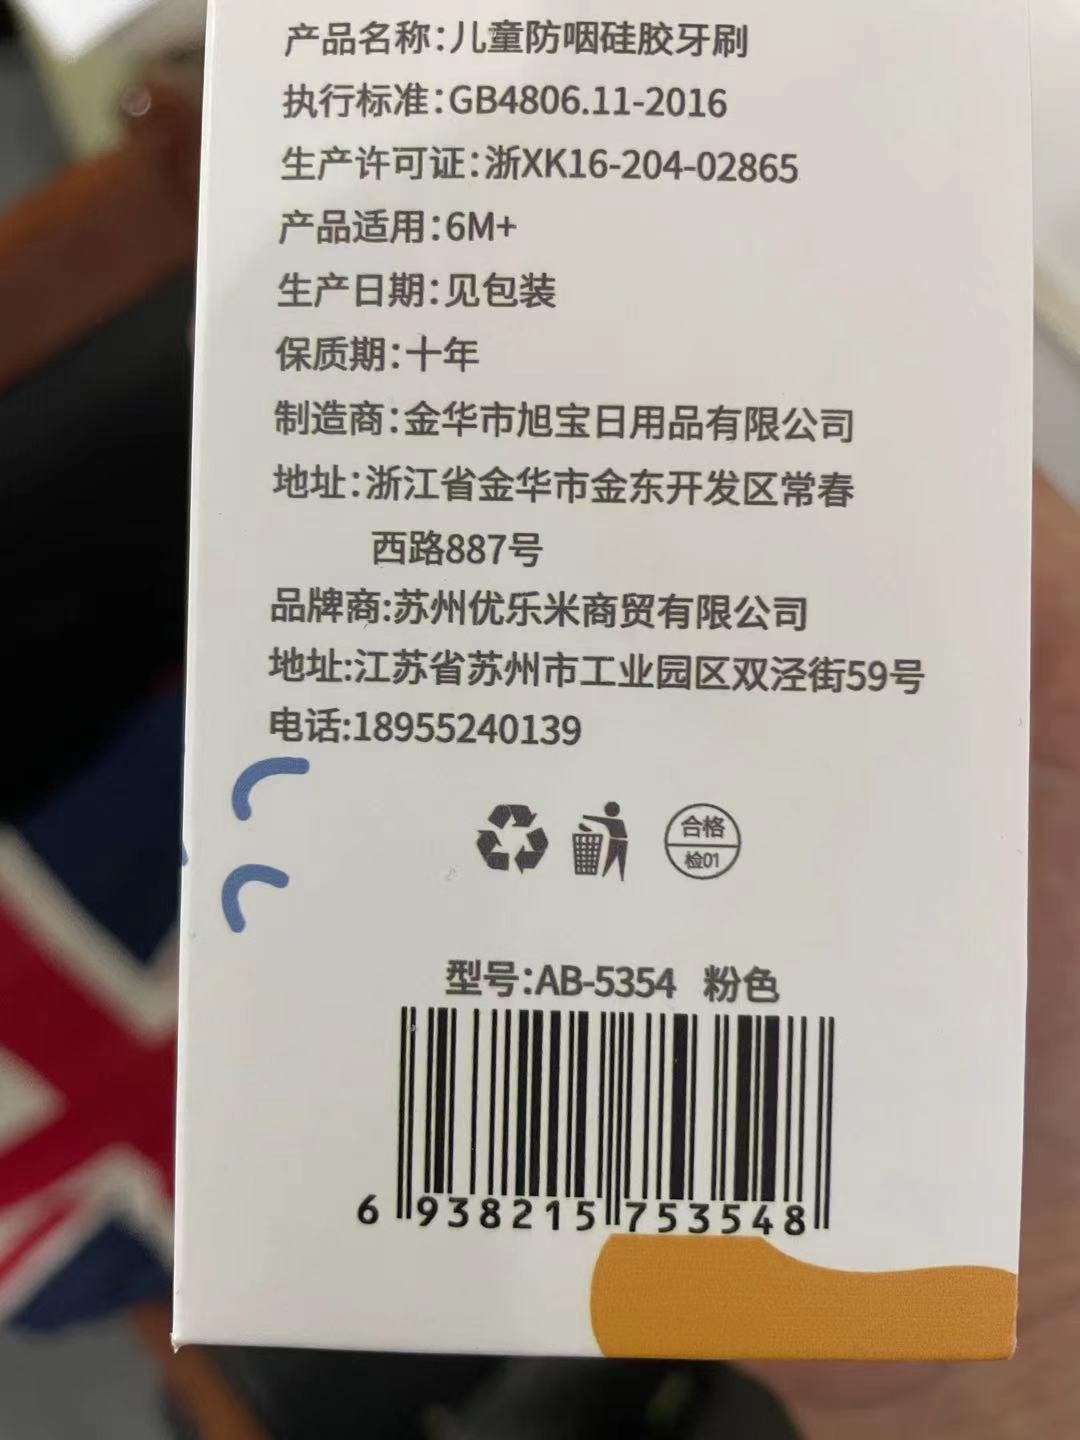 产品名称:儿童防咽硅胶牙刷
执行标准:GB4806.11-2016
生产许可证:浙XK16-204-02865
产品适用:6M+
生产日期:见包装
保质期:十年
制造商:金华市旭宝日用品有限公司
地址:浙江省金华市金东开发区常春
西路887号
品牌商:苏州优乐米商贸有限公司
地址:江苏省苏州市工业园区双泾街59号
电话:18955240139
合格
检01
型号:AB-5354 粉色
6 938215 753548